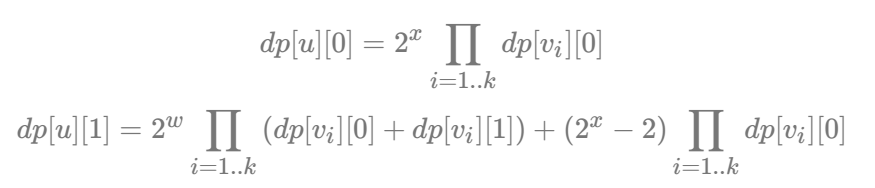 dp[u][0] = 2^x ∏_{i=1..k} dp[v_i][0]
dp[u][1] = 2^w ∏_{i=1..k} (dp[v_i][0] + dp[v_i][1]) + (2^x − 2) ∏_{i=1..k} dp[v_i][0]